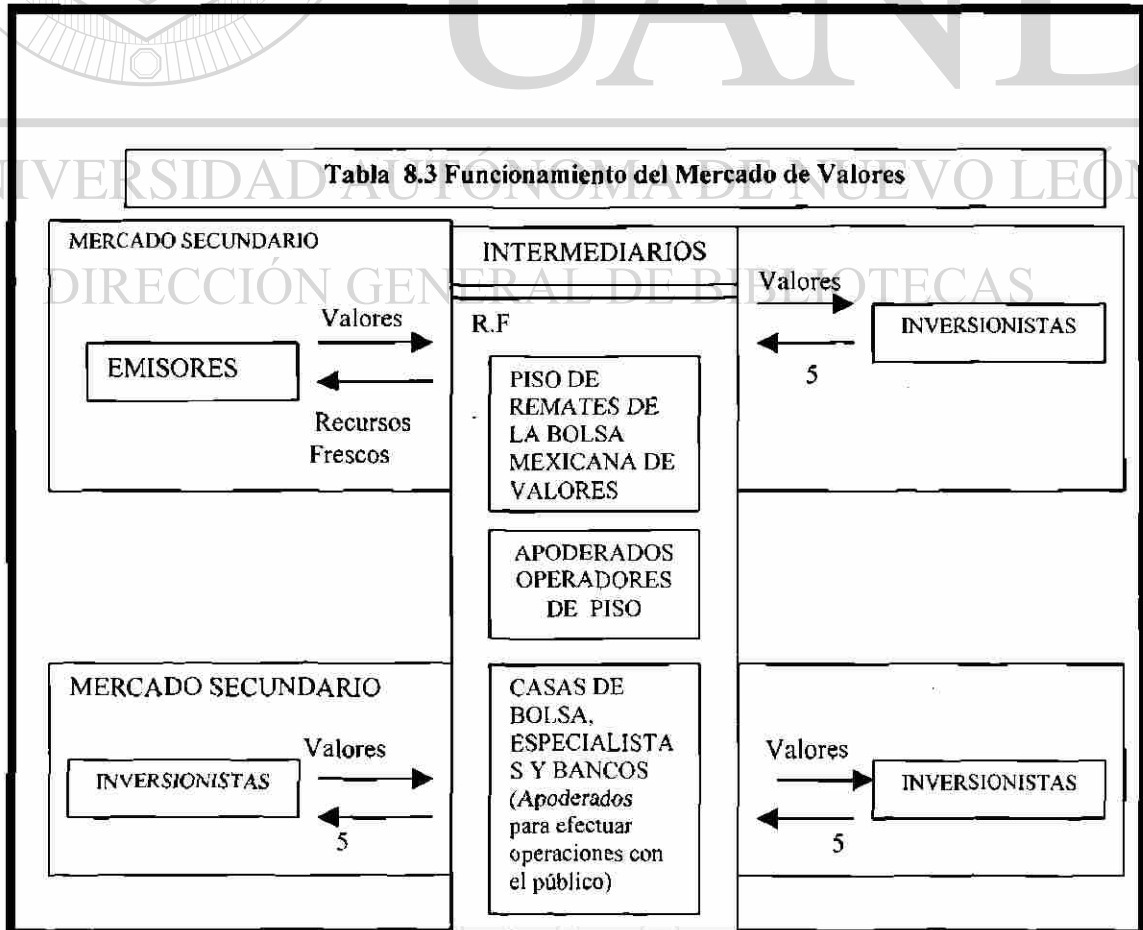 UANL
UNIVERSIDAD AUTÓNOMA DE NUEVO LEÓN
DIRECCIÓN GENERAL DE BIBLIOTECAS
Tabla 8.3 Funcionamiento del Mercado de Valores
MERCADO SECUNDARIO
EMISORES
Valores
Recursos
Frescos
INTERMEDIARIOS
R.F
PISO DE
REMATES DE
LA BOLSA
MEXICANA DE
VALORES
APODERADOS
OPERADORES
DE PISO
CASAS DE
BOLSA,
ESPECIALISTA
S Y BANCOS
(Apoderados
para efectuar
operaciones con
el público)
Valores
5
INVERSIONISTAS
MERCADO SECUNDARIO
INVERSIONISTAS
Valores
5
Valores
5
INVERSIONISTAS